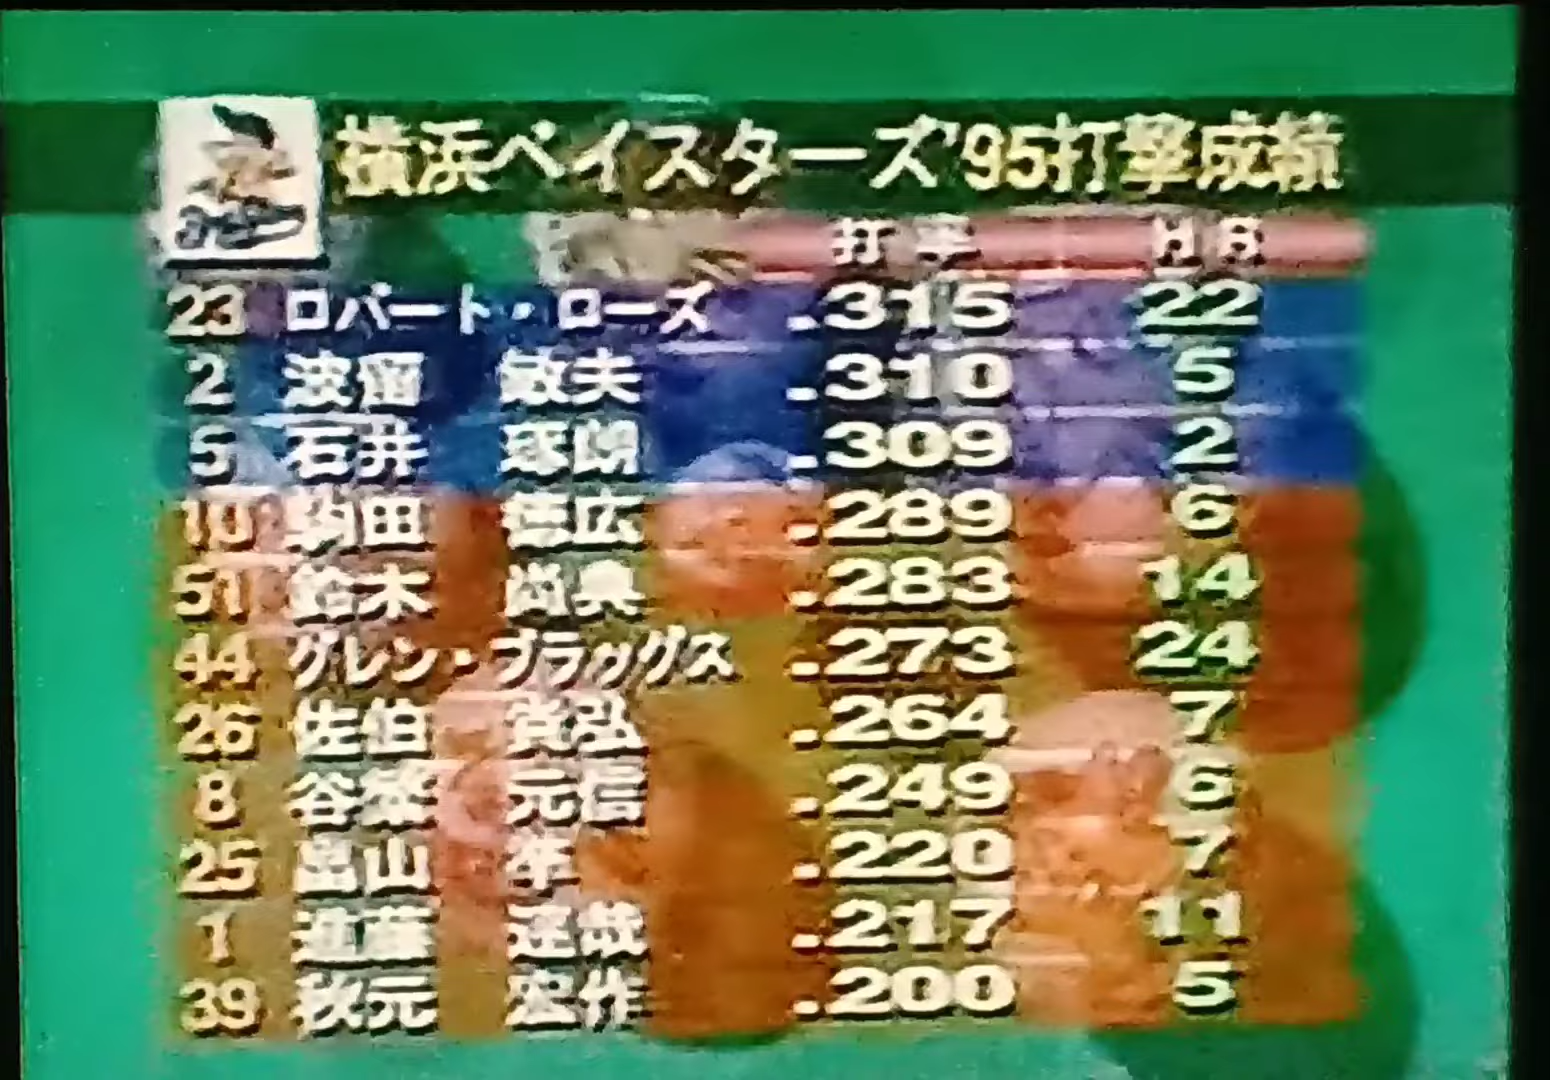 横浜ベイスターズ'95打撃成績
打率 HR
23 ロバート・ローズ .315 22
2 波留 敏夫 .310 5
5 石井 琢朗 .309 2
10 駒田 徳広 .289 6
51 鈴木 尚典 .283 14
44 グレン・ブラッグス .273 24
26 佐伯 貴弘 .264 7
8 谷繁 元信 .249 6
25 畠山 準 .220 7
1 進藤 達哉 .217 11
39 秋元 宏作 .200 5